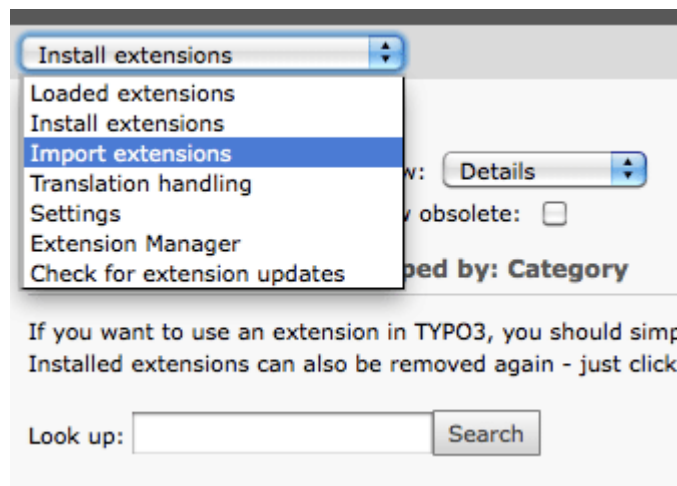 Install extensions
Loaded extensions
Install extensions
Import extensions
Translation handling
Settings
Extension Manager
Check for extension updates
w: Details
obsolete:
ped by: Category
If you want to use an extension in TYPO3, you should simp
Installed extensions can also be removed again - just click
Look up:
Search